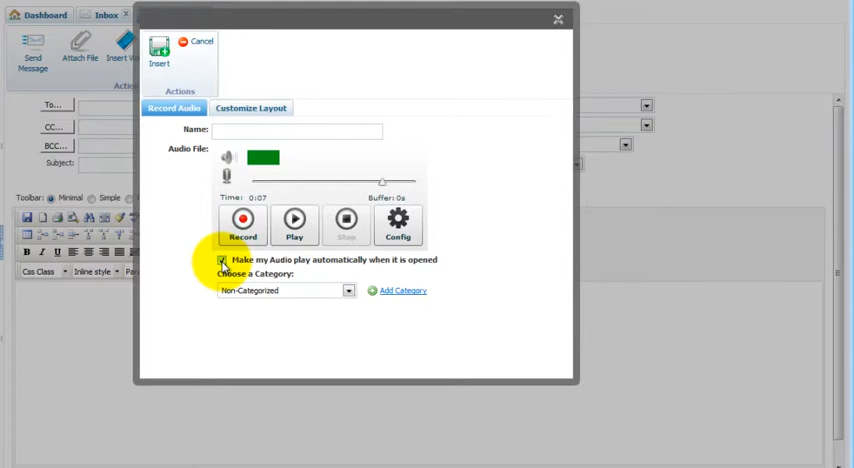 Dashboard
Inbox
Send Message
Attach File
Insert
Action
To...
CC...
BCC...
Subject:
Toolbar: Minimal Simple
Css Class
Inline style
Insert
Cancel
Actions
Record Audio
Customize Layout
Name:
Audio File:
Time: 0:07
Buffer: 0s
Record
Play
Stop
Config
Make my Audio play automatically when it is opened
Choose a Category:
Non-Categorized
Add Category